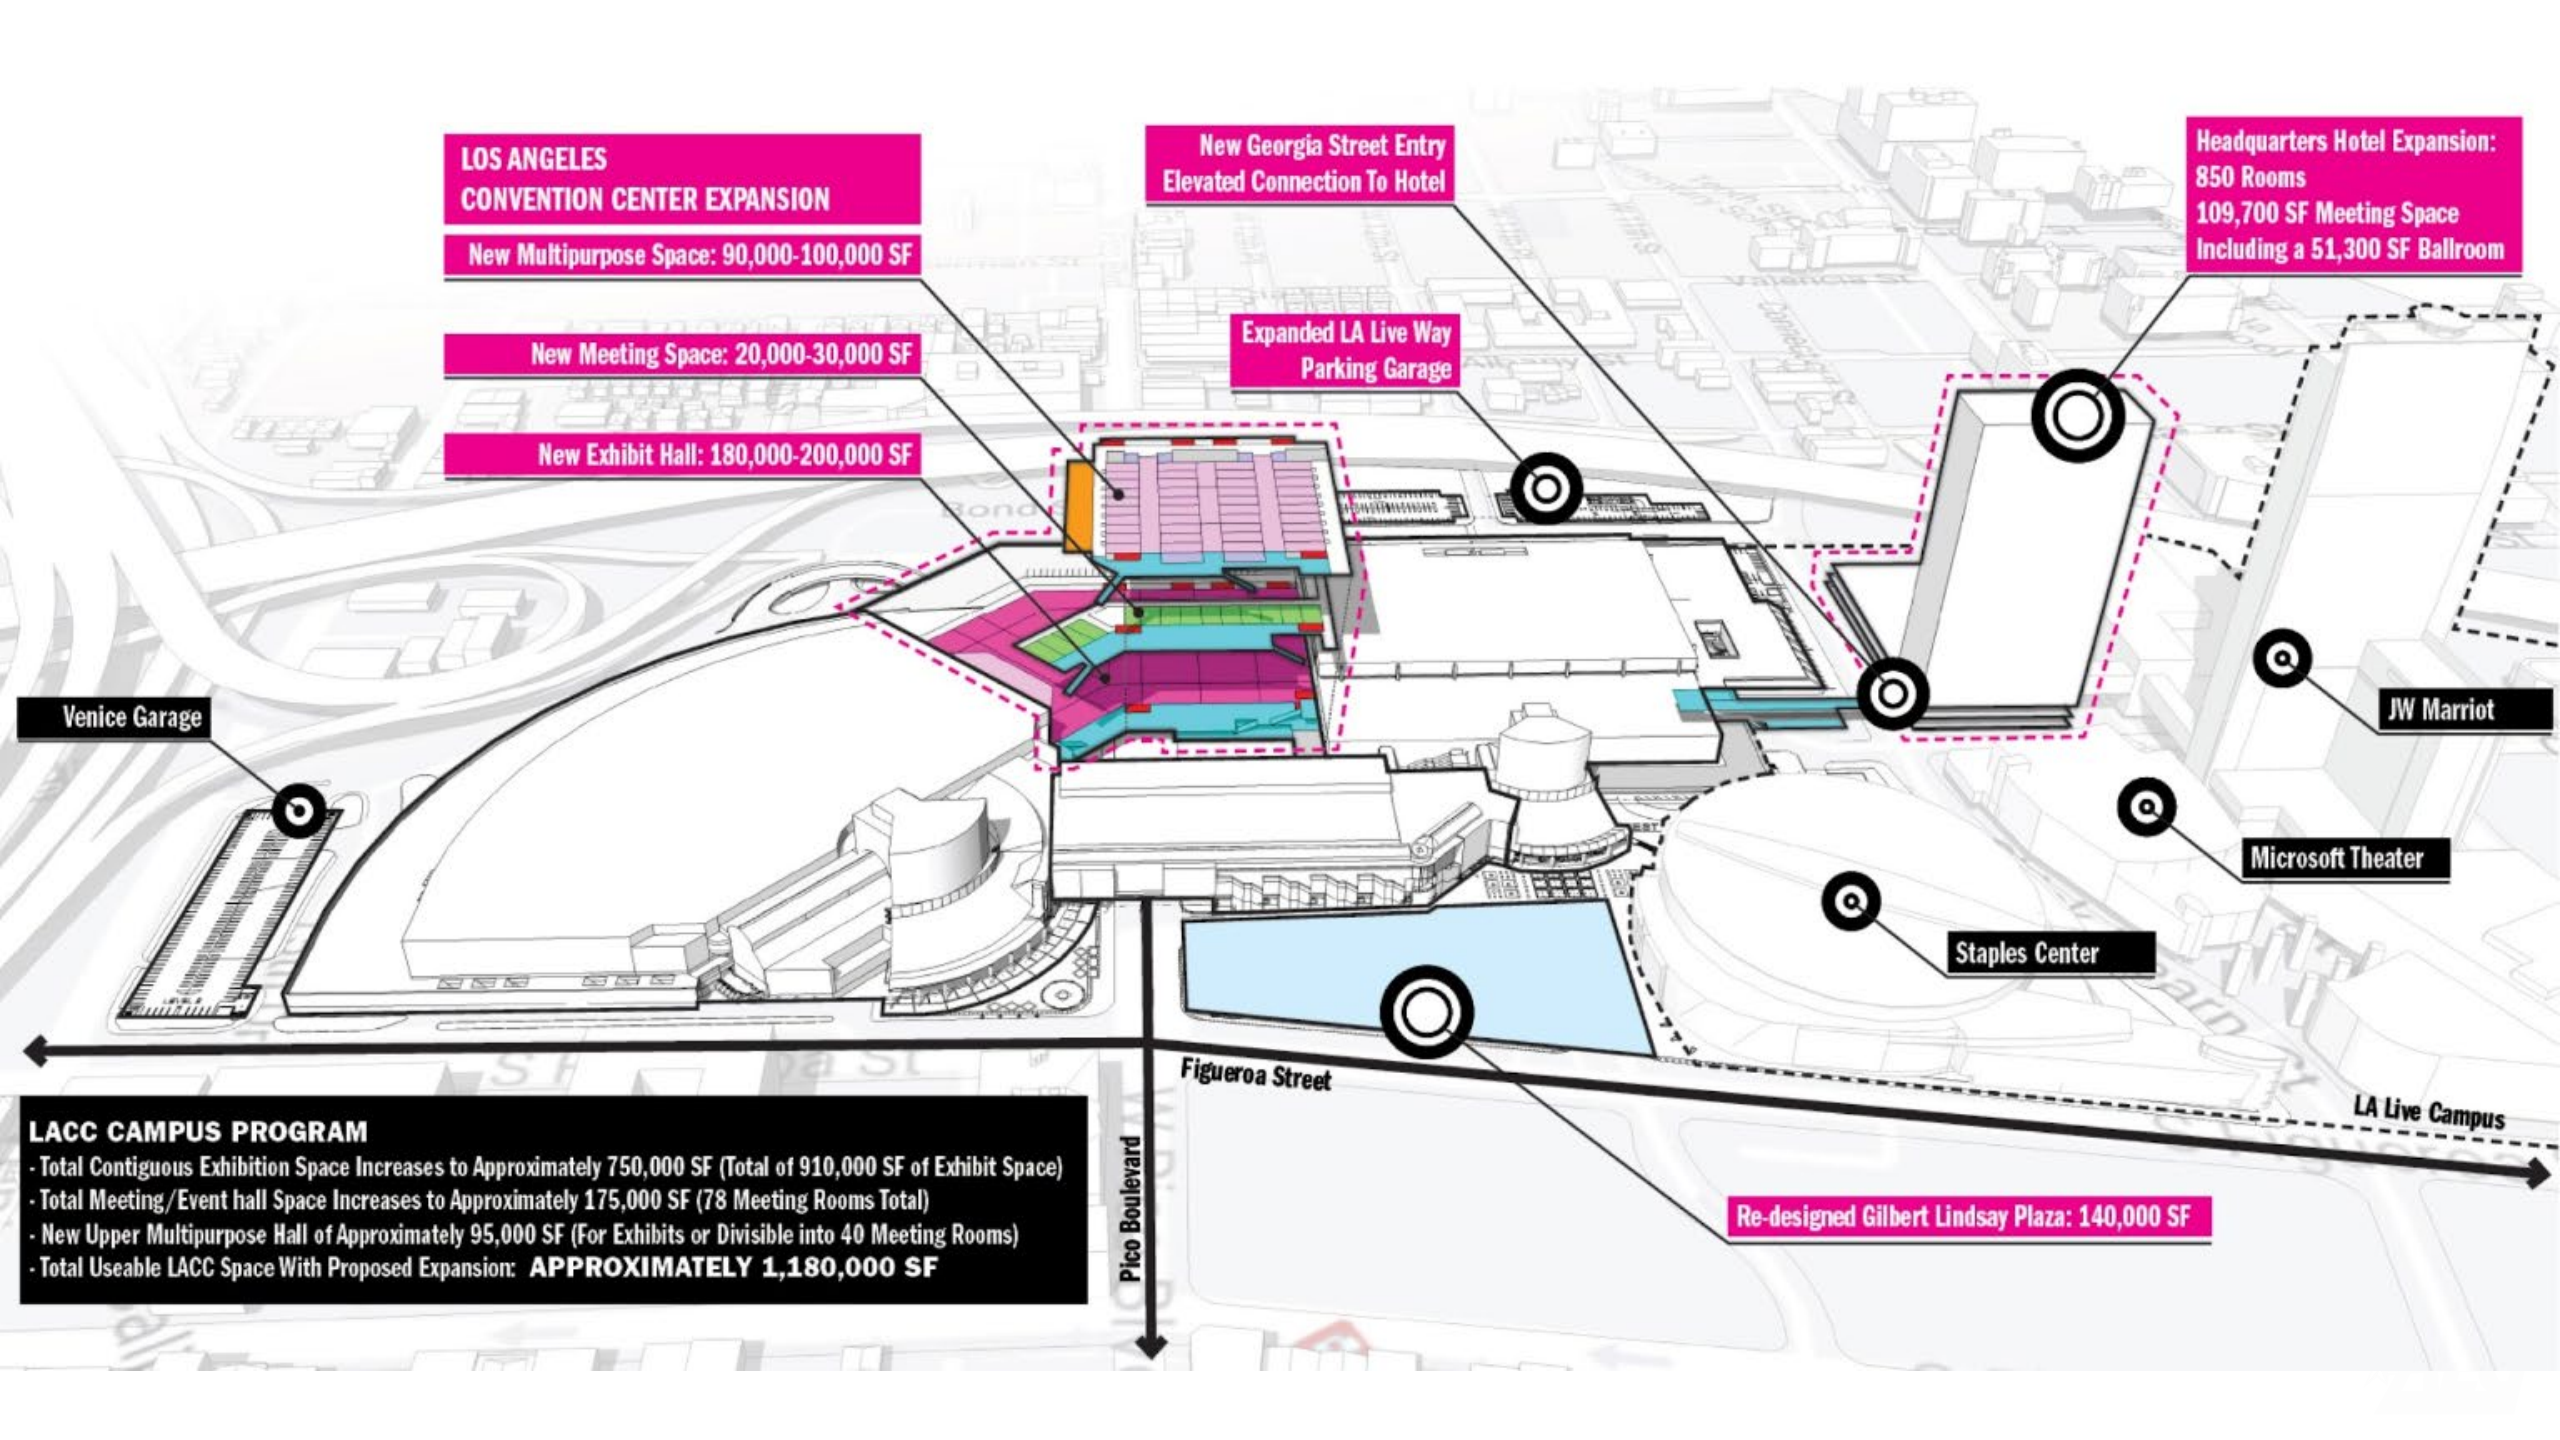 LOS ANGELES
CONVENTION CENTER EXPANSION
New Multipurpose Space: 90,000-100,000 SF
New Meeting Space: 20,000-30,000 SF
New Exhibit Hall: 180,000-200,000 SF
New Georgia Street Entry
Elevated Connection To Hotel
Expanded LA Live Way
Parking Garage
Headquarters Hotel Expansion:
850 Rooms
109,700 SF Meeting Space
Including a 51,300 SF Ballroom
Valencia St
Venice Garage
JW Marriot
Microsoft Theater
Staples Center
Figueroa Street
LA Live Campus
Pico Boulevard
Re-designed Gilbert Lindsay Plaza: 140,000 SF
LACC CAMPUS PROGRAM
- Total Contiguous Exhibition Space Increases to Approximately 750,000 SF (Total of 910,000 SF of Exhibit Space)
- Total Meeting/Event hall Space Increases to Approximately 175,000 SF (78 Meeting Rooms Total)
- New Upper Multipurpose Hall of Approximately 95,000 SF (For Exhibits or Divisible into 40 Meeting Rooms)
- Total Useable LACC Space With Proposed Expansion: APPROXIMATELY 1,180,000 SF